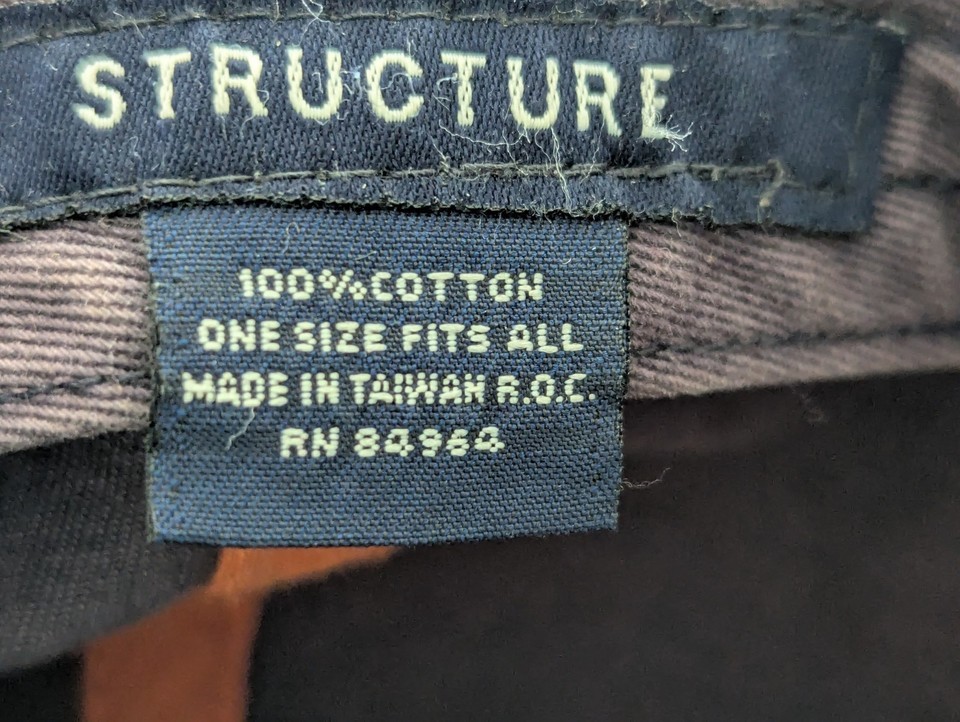 STRUCTURE
100% COTTON
ONE SIZE FITS ALL
MADE IN TAIWAN R.O.C.
RN 84964